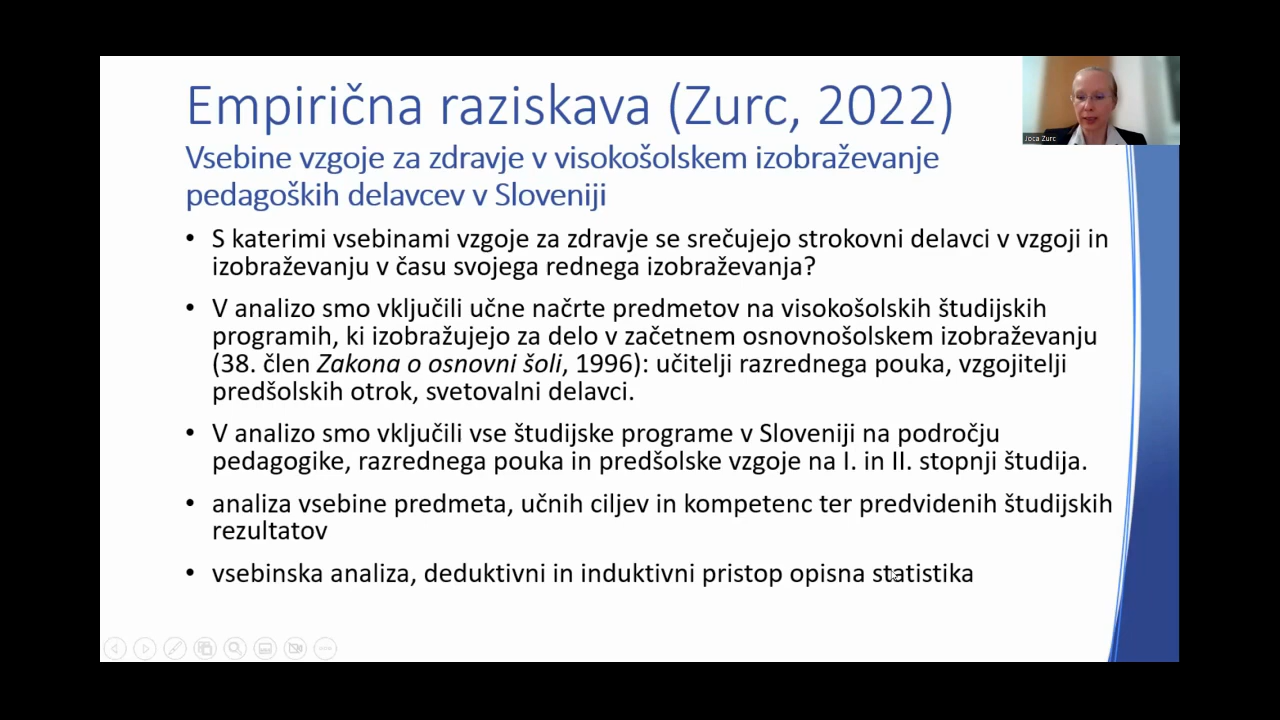 Empirična raziskava (Zurc, 2022)
Vsebine vzgoje za zdravje v visokošolskem izobraževanje
pedagoških delavcev v Sloveniji
• S katerimi vsebinami vzgoje za zdravje se srečujejo strokovni delavci v vzgoji in
izobraževanju v času svojega rednega izobraževanja?
• V analizo smo vključili učne načrte predmetov na visokošolskih študijskih
programih, ki izobražujejo za delo v začetnem osnovnošolskem izobraževanju
(38. člen Zakona o osnovni šoli, 1996): učitelji razrednega pouka, vzgojitelji
predšolskih otrok, svetovalni delavci.
• V analizo smo vključili vse študijske programe v Sloveniji na področju
pedagogike, razrednega pouka in predšolske vzgoje na I. in II. stopnji študija.
• analiza vsebine predmeta, učnih ciljev in kompetenc ter predvidenih študijskih
rezultatov
• vsebinska analiza, deduktivni in induktivni pristop opisna statistika
Joca Zurc